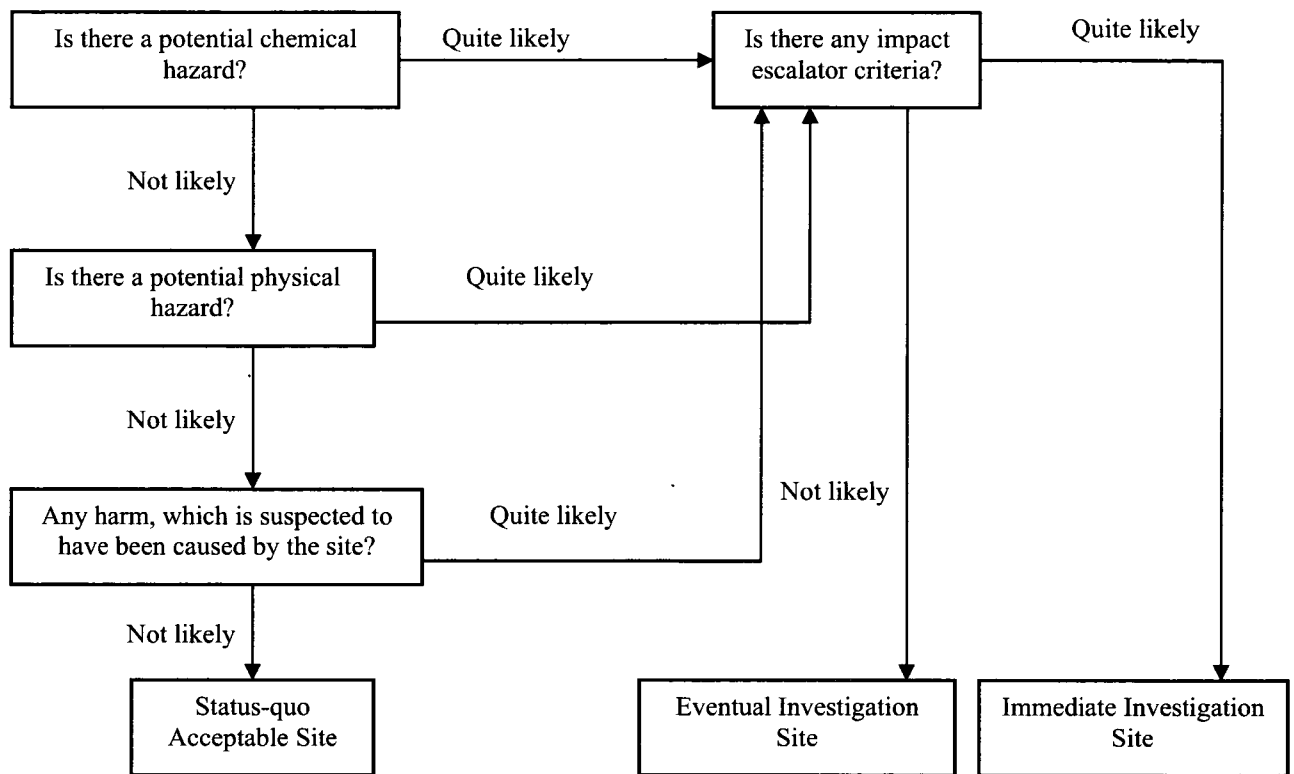 Is there a potential chemical
hazard?
Quite likely
Is there any impact
escalator criteria?
Quite likely
Not likely
Is there a potential physical
hazard?
Quite likely
Not likely
Any harm, which is suspected to
have been caused by the site?
Quite likely
Not likely
Not likely
Status-quo
Acceptable Site
Eventual Investigation
Site
Immediate Investigation
Site